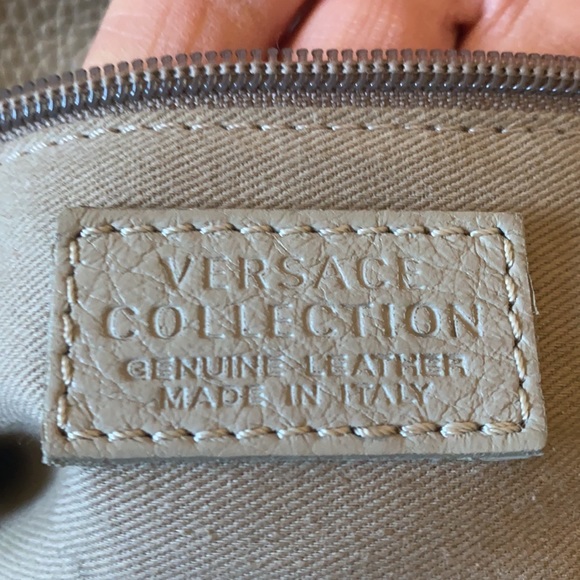 VERSACE
COLLECTION
GENUINE LEATHER
MADE IN ITALY